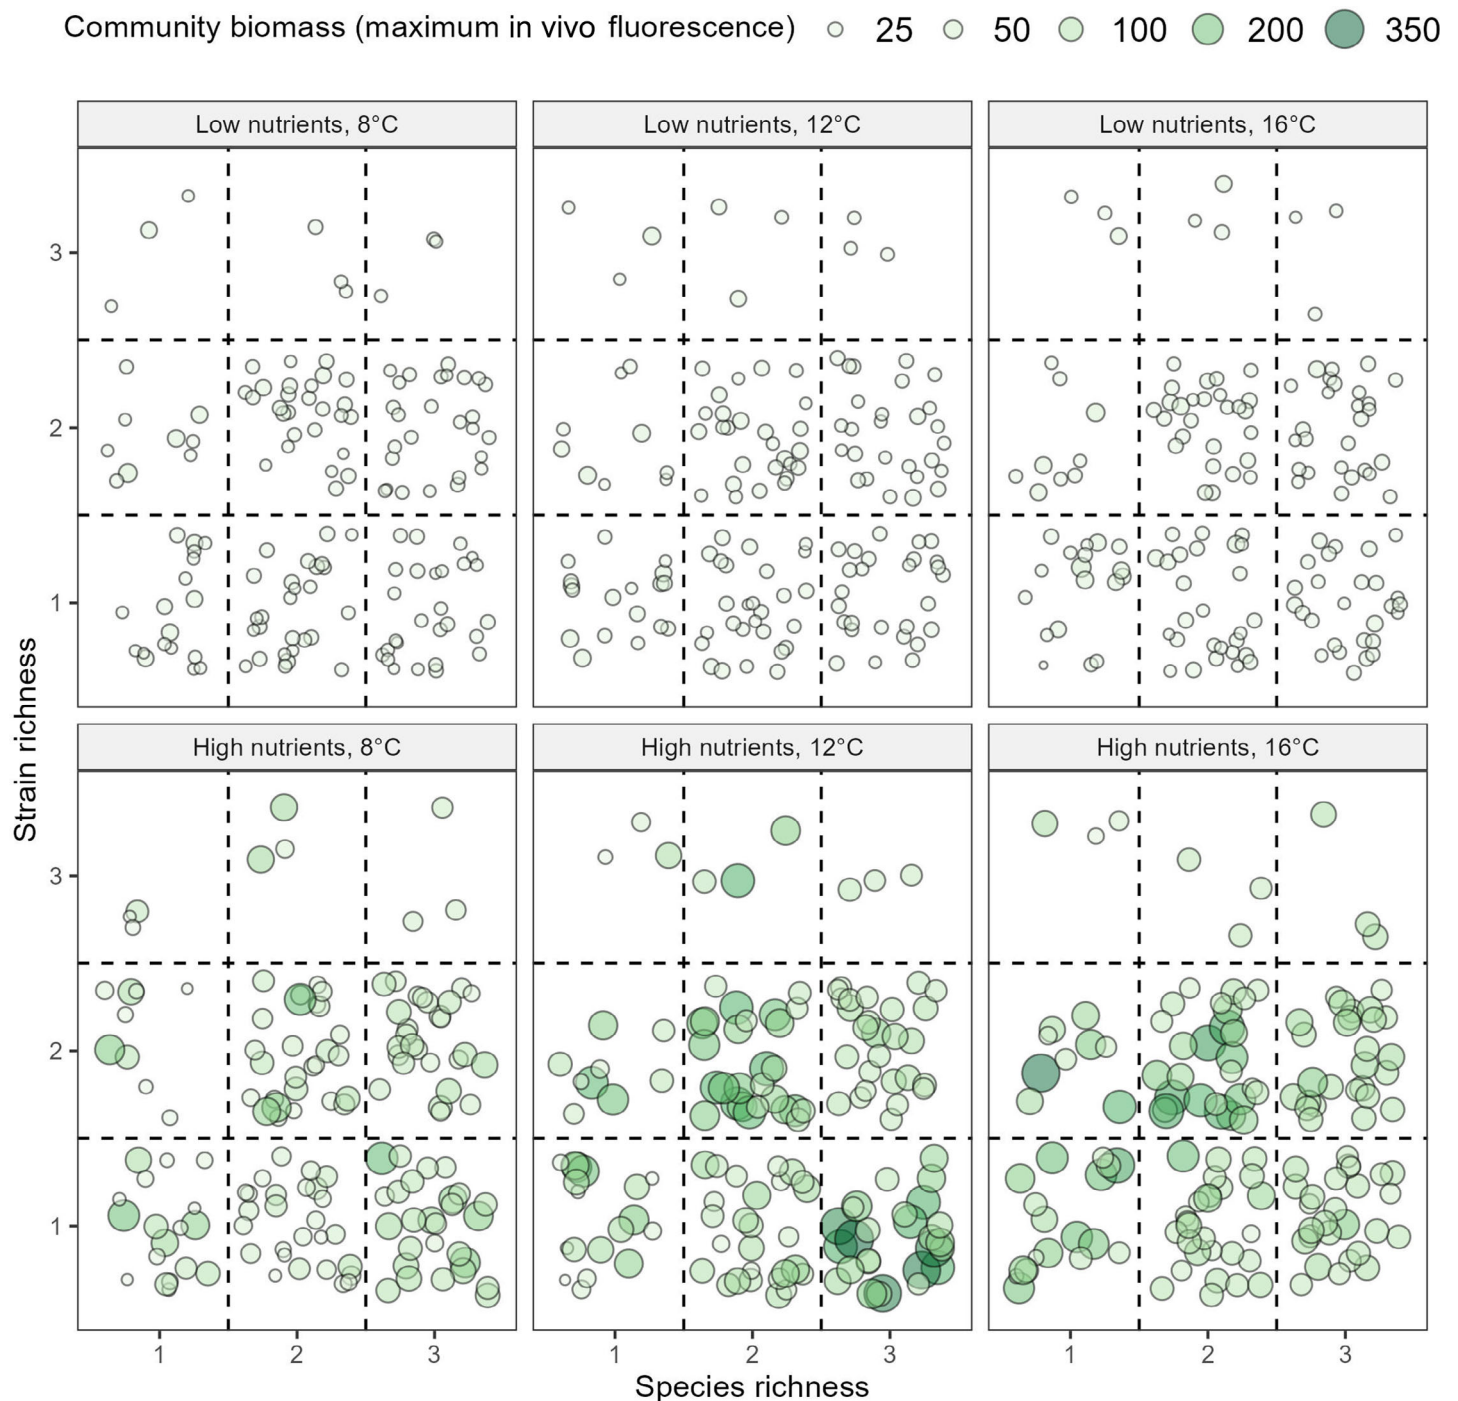 Community biomass (maximum in vivo fluorescence) 25 50 100 200 350
Low nutrients, 8°C Low nutrients, 12°C Low nutrients, 16°C
3
2
1
High nutrients, 8°C High nutrients, 12°C High nutrients, 16°C
3
2
1
Strain richness
1 2 3 1 2 3 1 2 3
Species richness